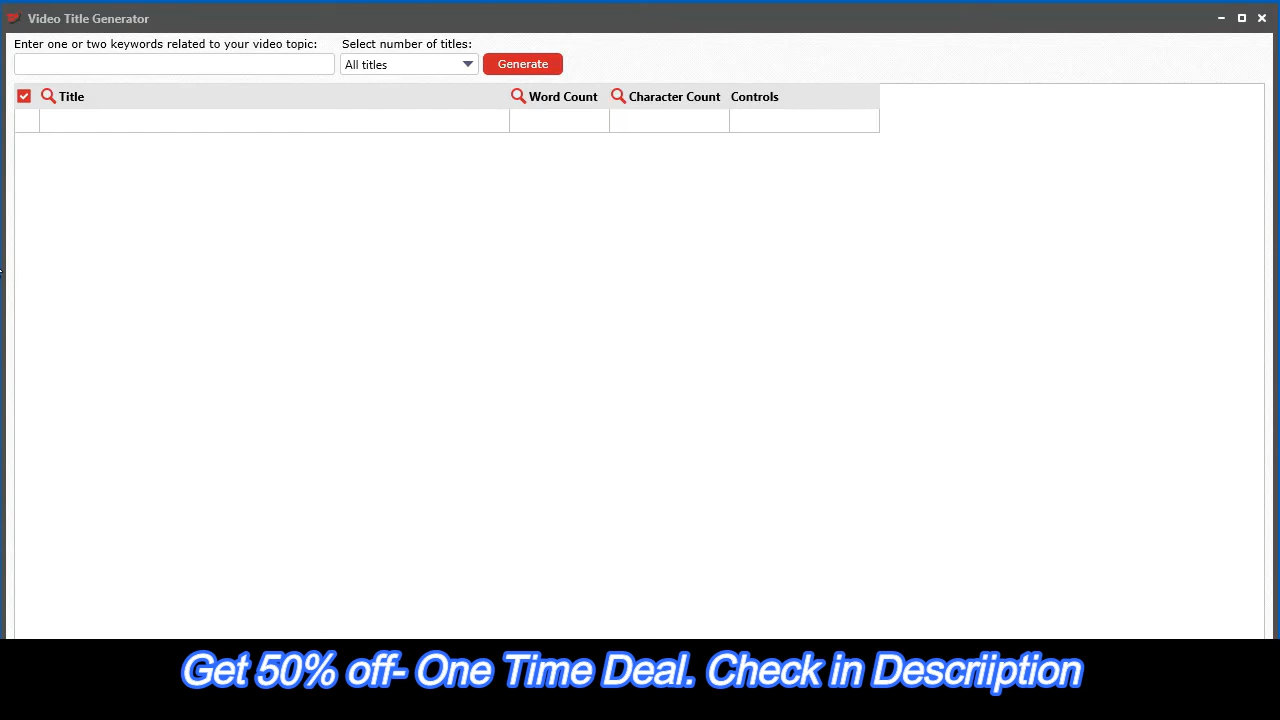 Video Title Generator
Enter one or two keywords related to your video topic: Select number of titles:
All titles Generate
Title Word Count Character Count Controls
Get 50% off- One Time Deal. Check in Descriiption